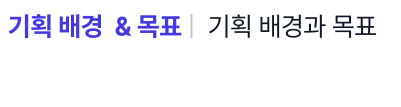 기획 배경 & 목표 | 기획 배경과 목표